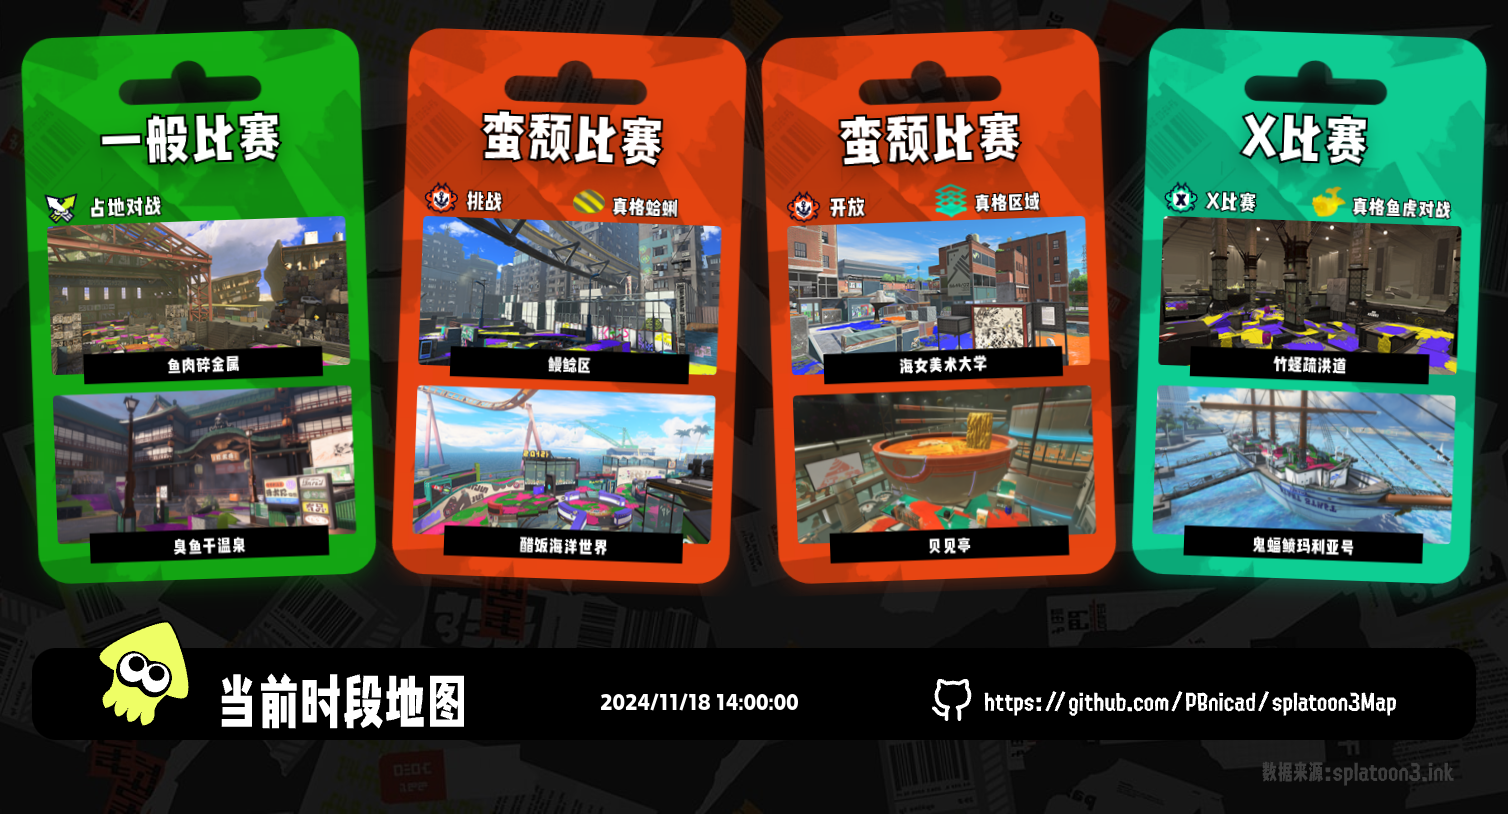 一般比赛
占地对战
鱼肉碎金属
臭鱼干温泉
蛮颓比赛
挑战
真格蛤蜊
鳗鲶区
醋饭海洋世界
蛮颓比赛
开放
真格区域
海女美术大学
贝贝亭
X比赛
X比赛
真格鱼虎对战
竹蛏疏洪道
鬼蝠鲼玛利亚号
当前时段地图
2024/11/18 14:00:00
https://github.com/PBnicad/splatoon3Map
数据来源:splatoon3.ink